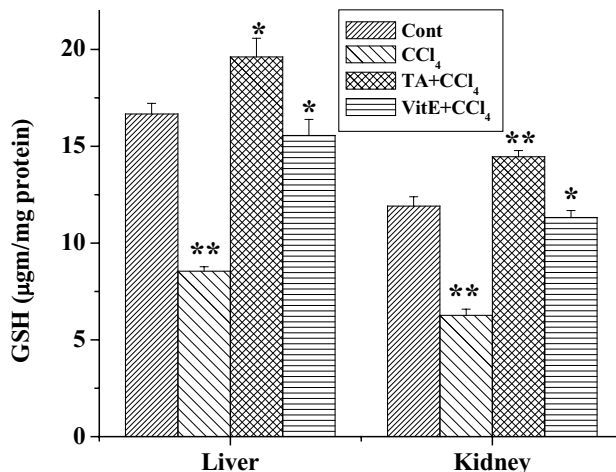 Cont
CCl4
TA+CCl4
VitE+CCl4
GSH (μgm/mg protein)
20
15
10
5
0
*
*
**
**
**
*
Liver
Kidney